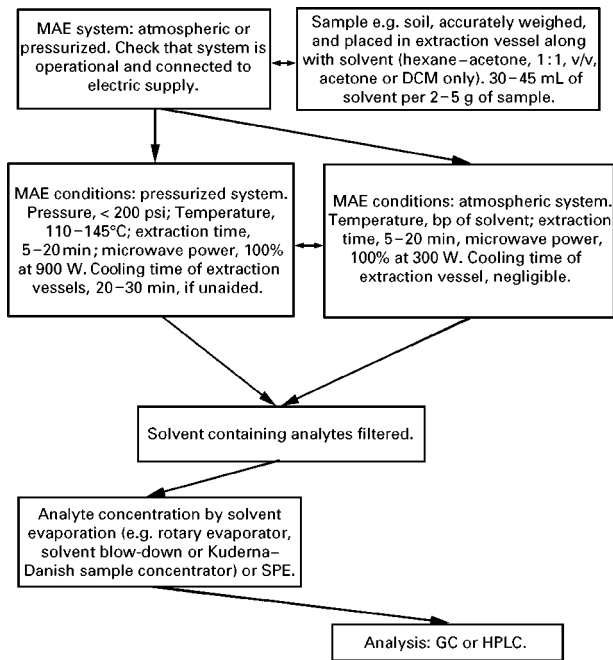 MAE system: atmospheric or
pressurized. Check that system is
operational and connected to
electric supply.
Sample e.g. soil, accurately weighed,
and placed in extraction vessel along
with solvent (hexane–acetone, 1:1, v/v,
acetone or DCM only). 30–45 mL of
solvent per 2–5 g of sample.
MAE conditions: pressurized system.
Pressure, < 200 psi; Temperature,
110–145°C; extraction time,
5–20 min; microwave power, 100%
at 900 W. Cooling time of extraction
vessels, 20–30 min, if unaided.
MAE conditions: atmospheric system.
Temperature, bp of solvent; extraction
time, 5–20 min, microwave power,
100% at 300 W. Cooling time of
extraction vessel, negligible.
Solvent containing analytes filtered.
Analyte concentration by solvent
evaporation (e.g. rotary evaporator,
solvent blow-down or Kuderna–
Danish sample concentrator) or SPE.
Analysis: GC or HPLC.